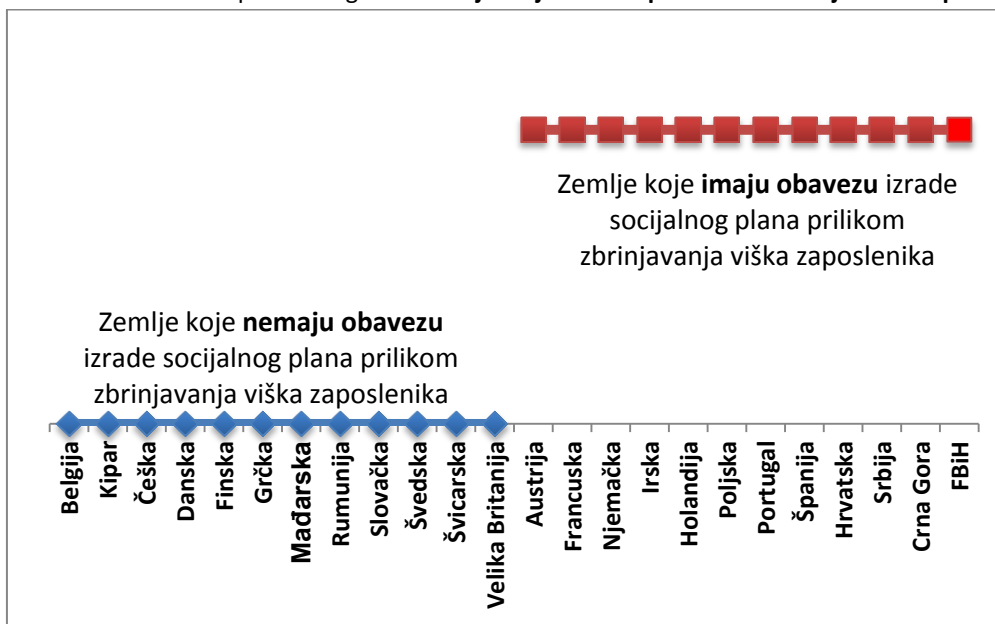 Zemlje koje imaju obavezu izrade
socijalnog plana prilikom
zbrinjavanja viška zaposlenika
Zemlje koje nemaju obavezu
izrade socijalnog plana prilikom
zbrinjavanja viška zaposlenika
Belgija
Kipar
Češka
Danska
Finska
Grčka
Mađarska
Rumunija
Slovačka
Švedska
Švicarska
Velika Britanija
Austrija
Francuska
Njemačka
Irska
Holandija
Poljska
Portugal
Španija
Hrvatska
Srbija
Crna Gora
FBiH